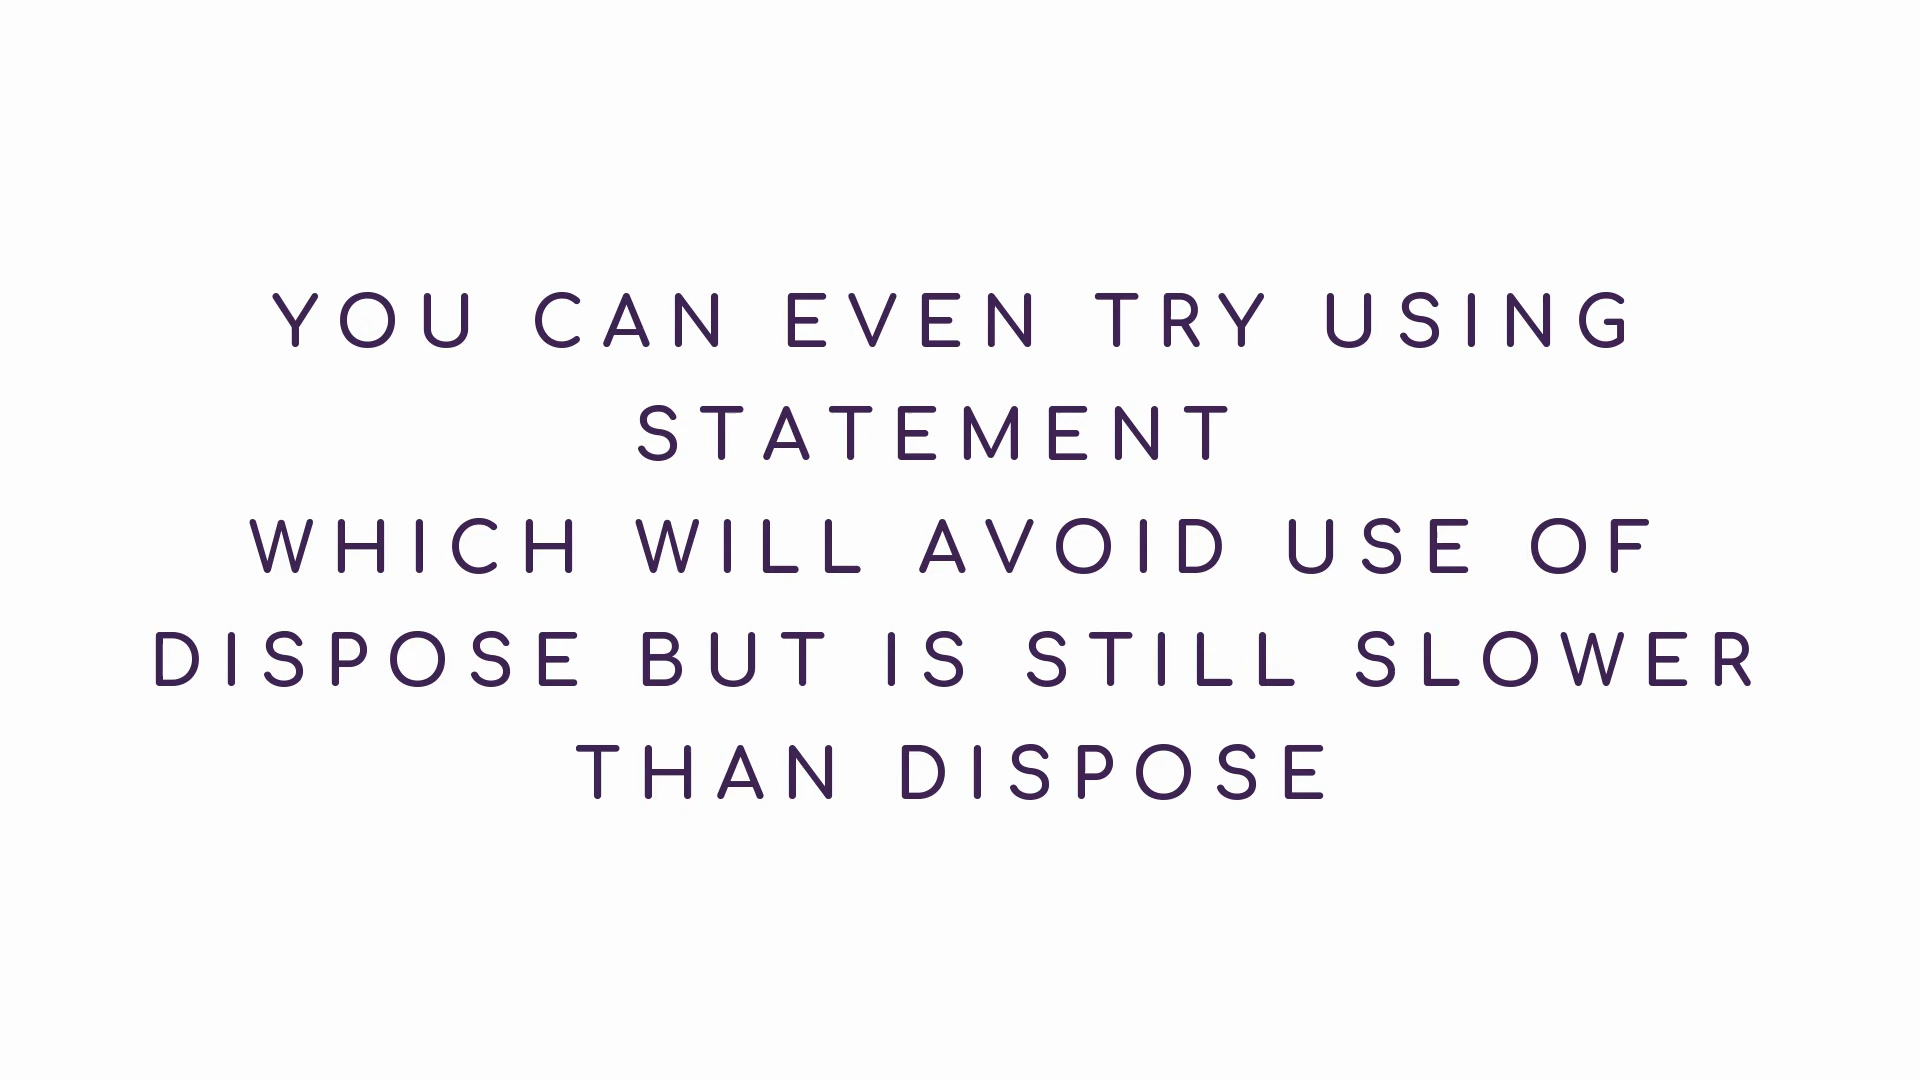 YOU CAN EVEN TRY USING
STATEMENT
WHICH WILL AVOID USE OF
DISPOSE BUT IS STILL SLOWER
THAN DISPOSE